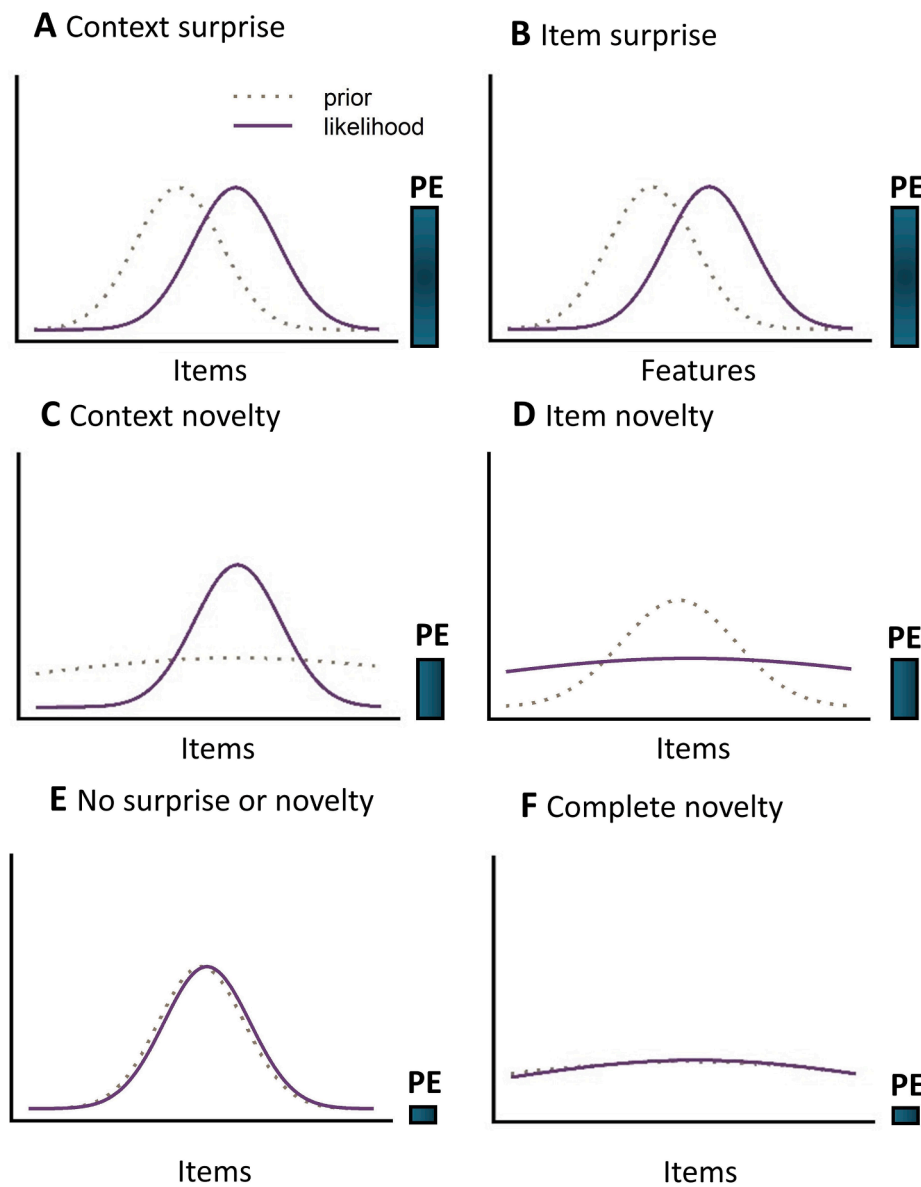 A Context surprise
prior
likelihood
PE
Items
B Item surprise
PE
Features
C Context novelty
PE
Items
D Item novelty
PE
Items
E No surprise or novelty
PE
Items
F Complete novelty
PE
Items